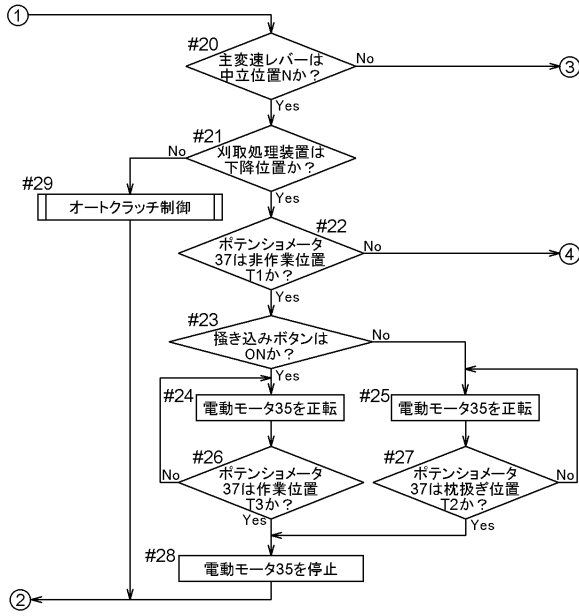 ①
#20
主変速レバーは
中立位置Nか？
No
③
Yes
#21
刈取処理装置は
下降位置か？
No
#29
オートクラッチ制御
Yes
#22
ポテンショメータ
37は非作業位置
T1か？
No
④
Yes
#23
掻き込みボタンは
ONか？
No
Yes
#24
電動モータ35を正転
#25
電動モータ35を正転
#26
ポテンショメータ
37は作業位置
T3か？
No
Yes
#27
ポテンショメータ
37は枕扱ぎ位置
T2か？
No
Yes
#28
電動モータ35を停止
②